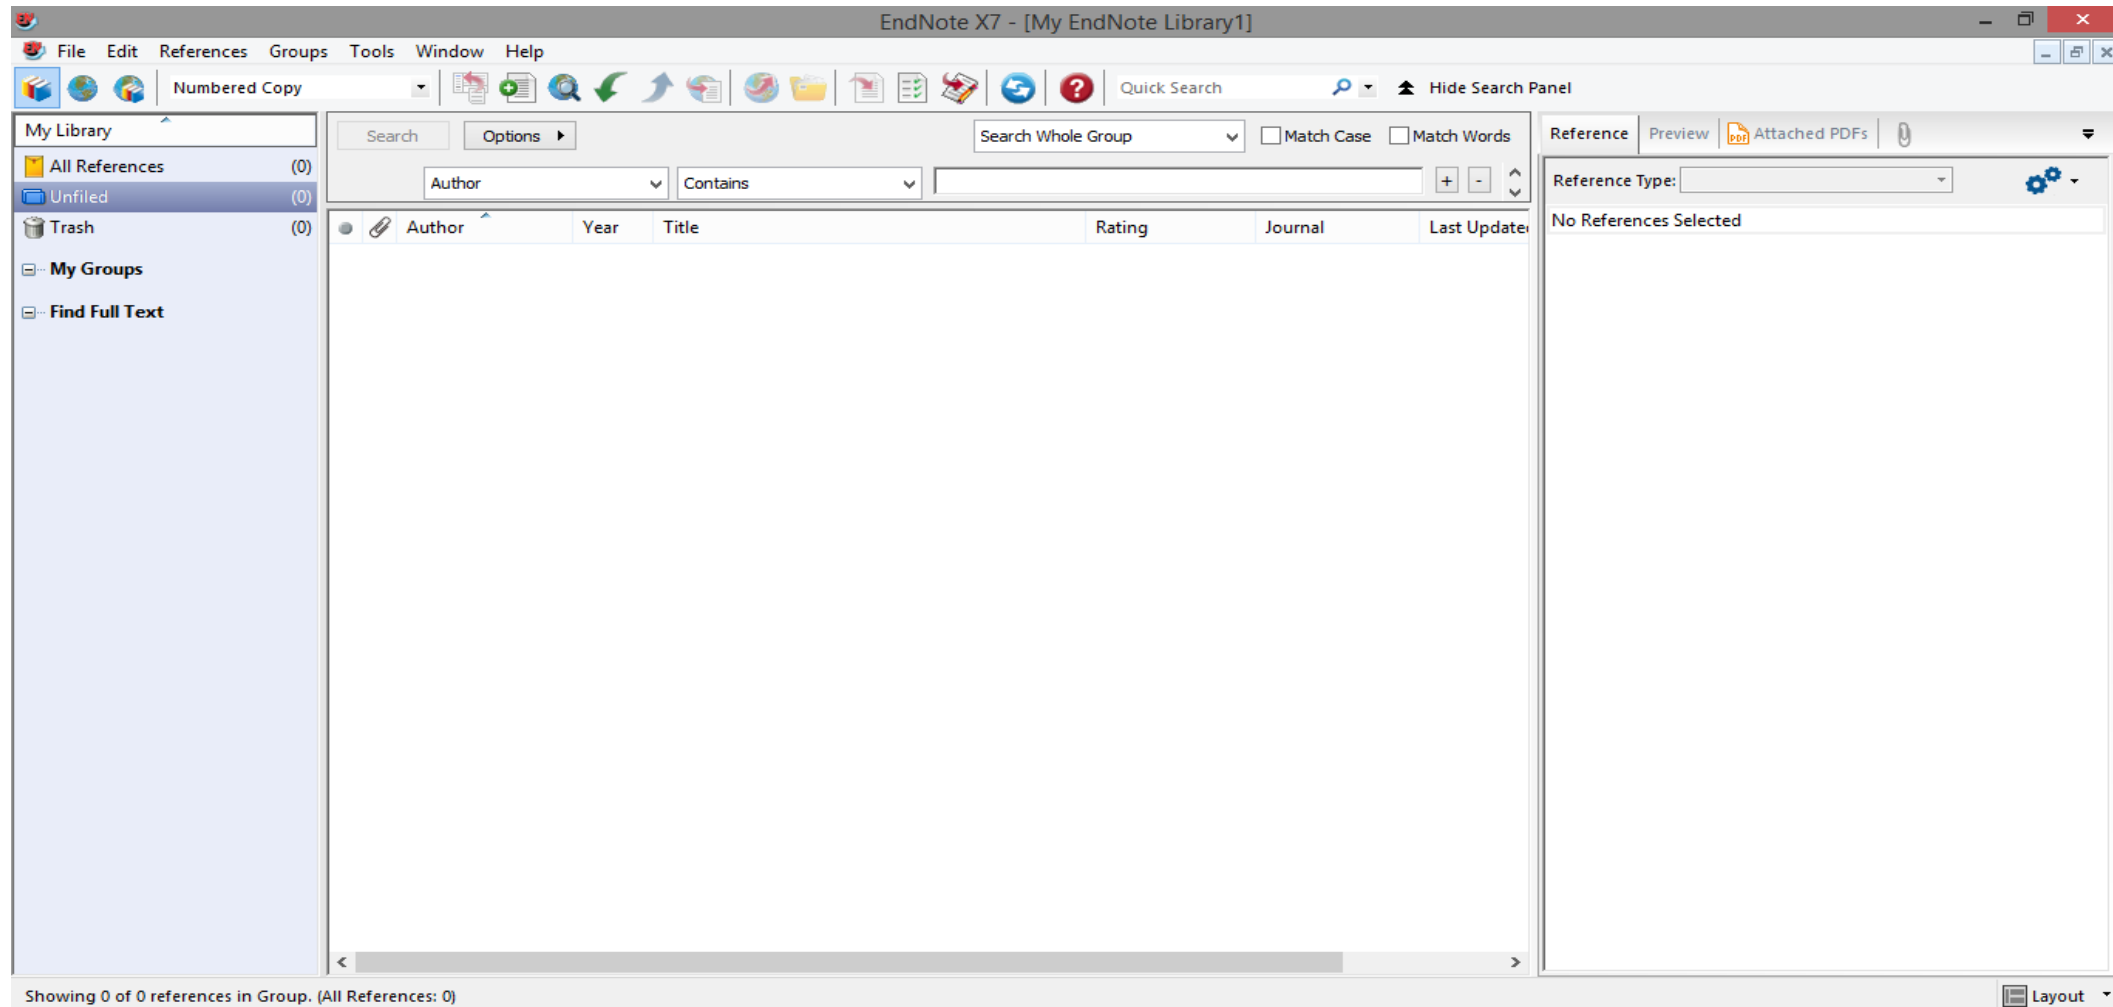 EndNote X7 - [My EndNote Library1]
File Edit References Groups Tools Window Help
Numbered Copy Quick Search Hide Search Panel
My Library
All References (0)
Unfiled (0)
Trash (0)
My Groups
Find Full Text
Search Options Search Whole Group Match Case Match Words
Author Contains + -
Author Year Title Rating Journal Last Updated
Reference Preview PDF Attached PDFs
Reference Type:
No References Selected
Showing 0 of 0 references in Group. (All References: 0)
Layout